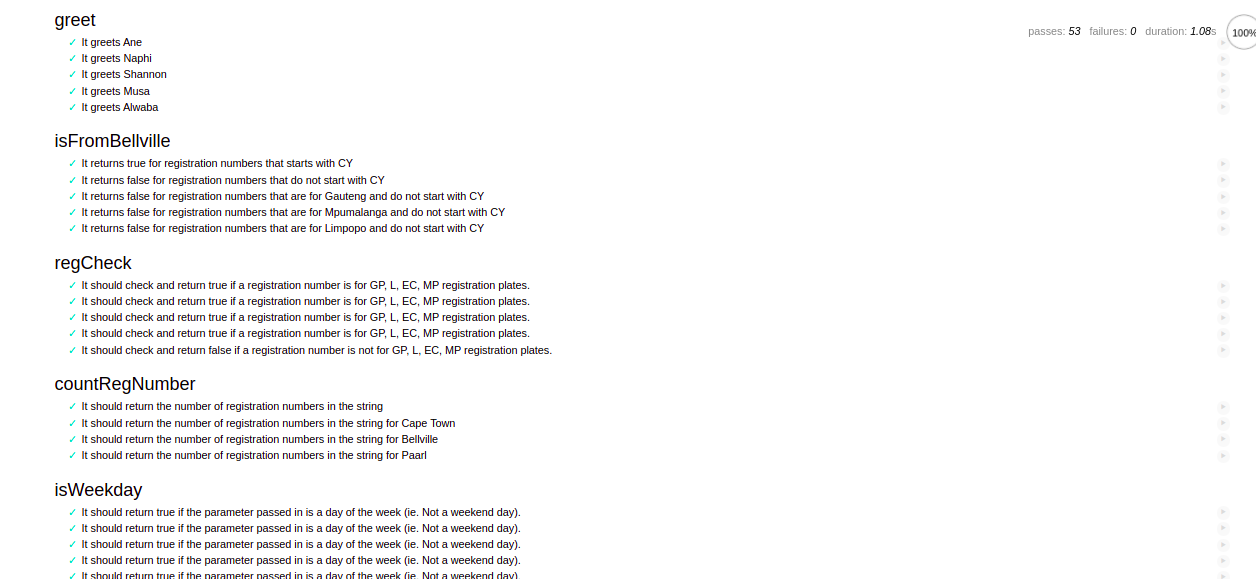 greet
passes: 53 failures: 0 duration: 1.08s 100%
✓ It greets Ane
✓ It greets Naphi
✓ It greets Shannon
✓ It greets Musa
✓ It greets Alwaba
isFromBellville
✓ It returns true for registration numbers that starts with CY
✓ It returns false for registration numbers that do not start with CY
✓ It returns false for registration numbers that are for Gauteng and do not start with CY
✓ It returns false for registration numbers that are for Mpumalanga and do not start with CY
✓ It returns false for registration numbers that are for Limpopo and do not start with CY
regCheck
✓ It should check and return true if a registration number is for GP, L, EC, MP registration plates.
✓ It should check and return true if a registration number is for GP, L, EC, MP registration plates.
✓ It should check and return true if a registration number is for GP, L, EC, MP registration plates.
✓ It should check and return true if a registration number is for GP, L, EC, MP registration plates.
✓ It should check and return false if a registration number is not for GP, L, EC, MP registration plates.
countRegNumber
✓ It should return the number of registration numbers in the string
✓ It should return the number of registration numbers in the string for Cape Town
✓ It should return the number of registration numbers in the string for Bellville
✓ It should return the number of registration numbers in the string for Paarl
isWeekday
✓ It should return true if the parameter passed in is a day of the week (ie. Not a weekend day).
✓ It should return true if the parameter passed in is a day of the week (ie. Not a weekend day).
✓ It should return true if the parameter passed in is a day of the week (ie. Not a weekend day).
✓ It should return true if the parameter passed in is a day of the week (ie. Not a weekend day).
✓ It should return true if the parameter passed in is a day of the week (ie. Not a weekend day).